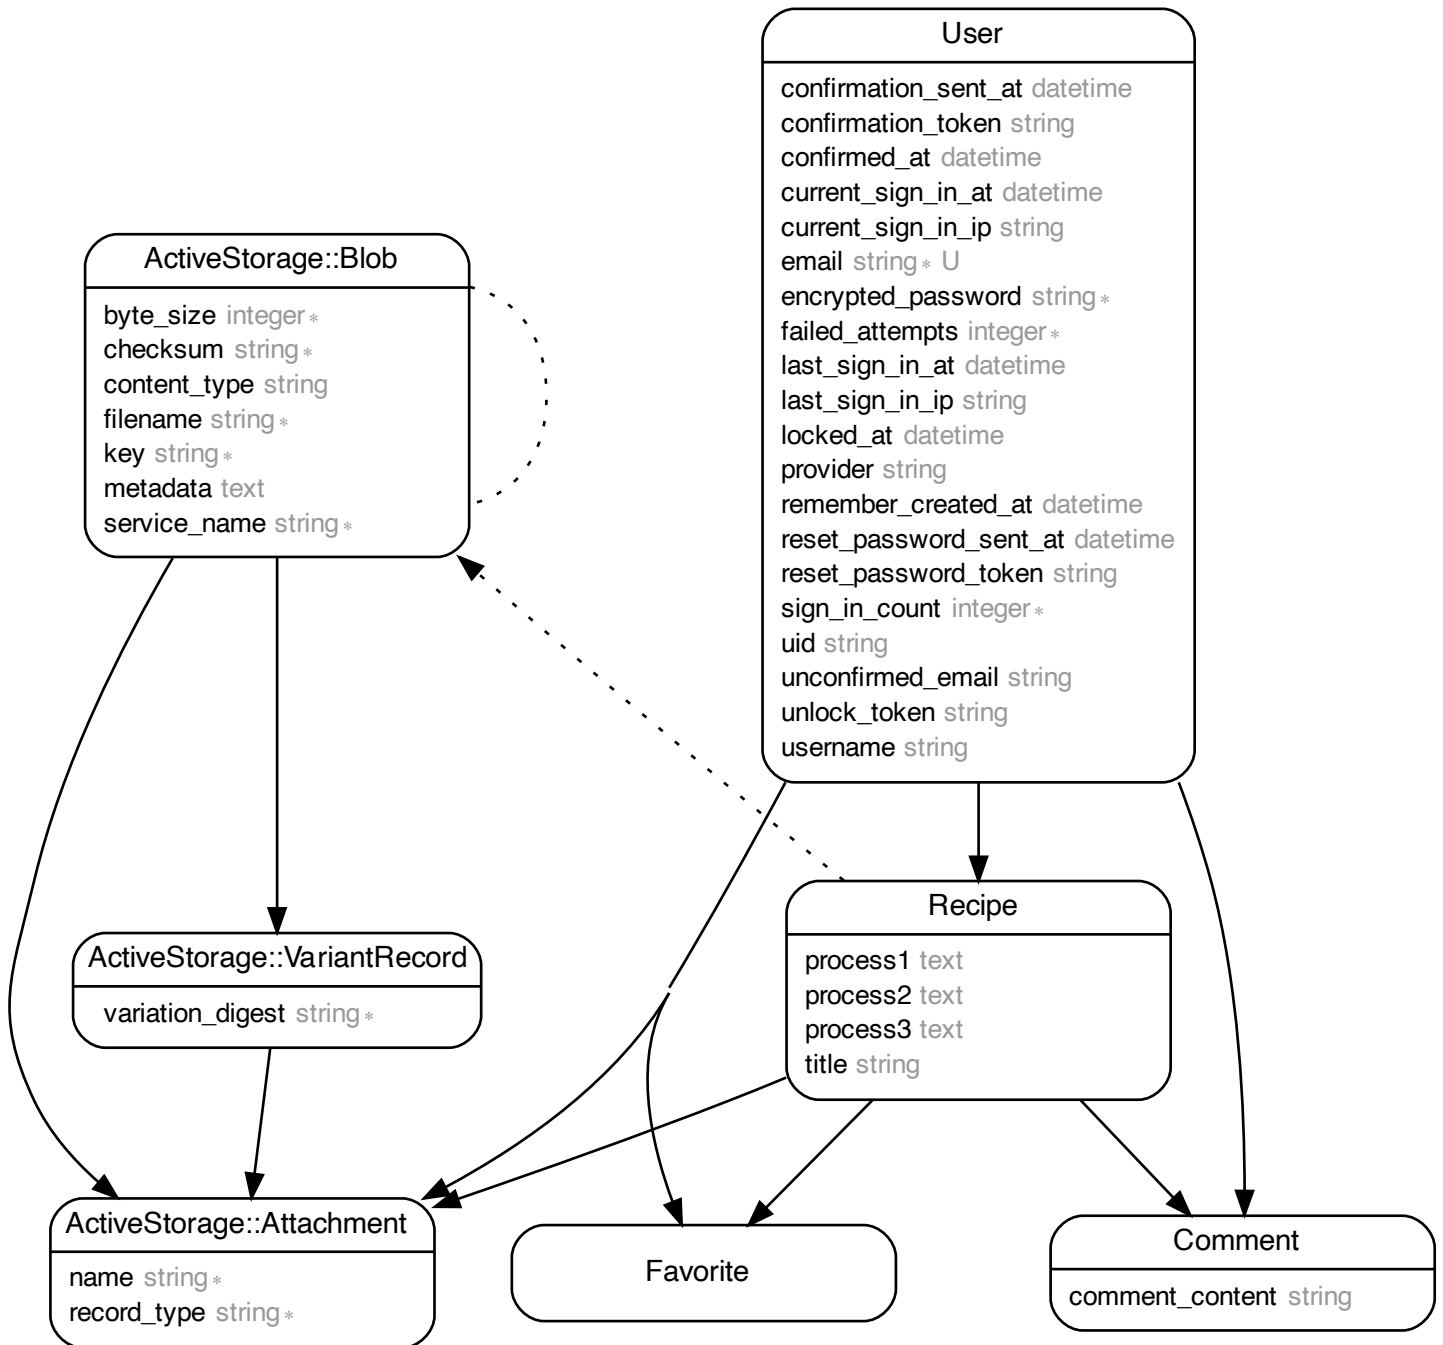 User
confirmation_sent_at datetime
confirmation_token string
confirmed_at datetime
current_sign_in_at datetime
current_sign_in_ip string
email string* U
encrypted_password string*
failed_attempts integer*
last_sign_in_at datetime
last_sign_in_ip string
locked_at datetime
provider string
remember_created_at datetime
reset_password_sent_at datetime
reset_password_token string
sign_in_count integer*
uid string
unconfirmed_email string
unlock_token string
username string
ActiveStorage::Blob
byte_size integer*
checksum string*
content_type string
filename string*
key string*
metadata text
service_name string*
Recipe
process1 text
process2 text
process3 text
title string
ActiveStorage::VariantRecord
variation_digest string*
ActiveStorage::Attachment
name string*
record_type string*
Favorite
Comment
comment_content string